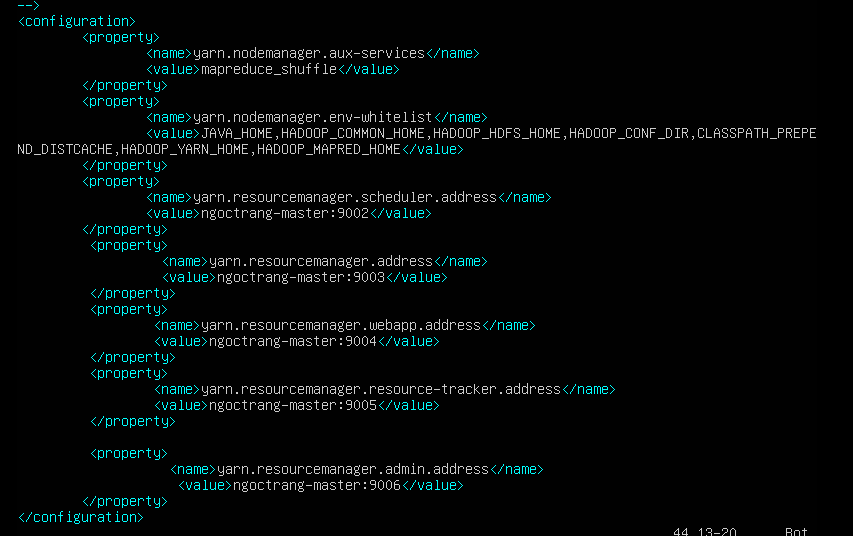 -->
<configuration>
<property>
<name>yarn.nodemanager.aux-services</name>
<value>mapreduce_shuffle</value>
</property>
<property>
<name>yarn.nodemanager.env-whitelist</name>
<value>JAVA_HOME,HADOOP_COMMON_HOME,HADOOP_HDFS_HOME,HADOOP_CONF_DIR,CLASSPATH_PREPE
ND_DISTCACHE,HADOOP_YARN_HOME,HADOOP_MAPRED_HOME</value>
</property>
<property>
<name>yarn.resourcemanager.scheduler.address</name>
<value>ngoctrang-master:9002</value>
</property>
<property>
<name>yarn.resourcemanager.address</name>
<value>ngoctrang-master:9003</value>
</property>
<property>
<name>yarn.resourcemanager.webapp.address</name>
<value>ngoctrang-master:9004</value>
</property>
<property>
<name>yarn.resourcemanager.resource-tracker.address</name>
<value>ngoctrang-master:9005</value>
</property>
<property>
<name>yarn.resourcemanager.admin.address</name>
<value>ngoctrang-master:9006</value>
</property>
</configuration>
44,13-20 Bot